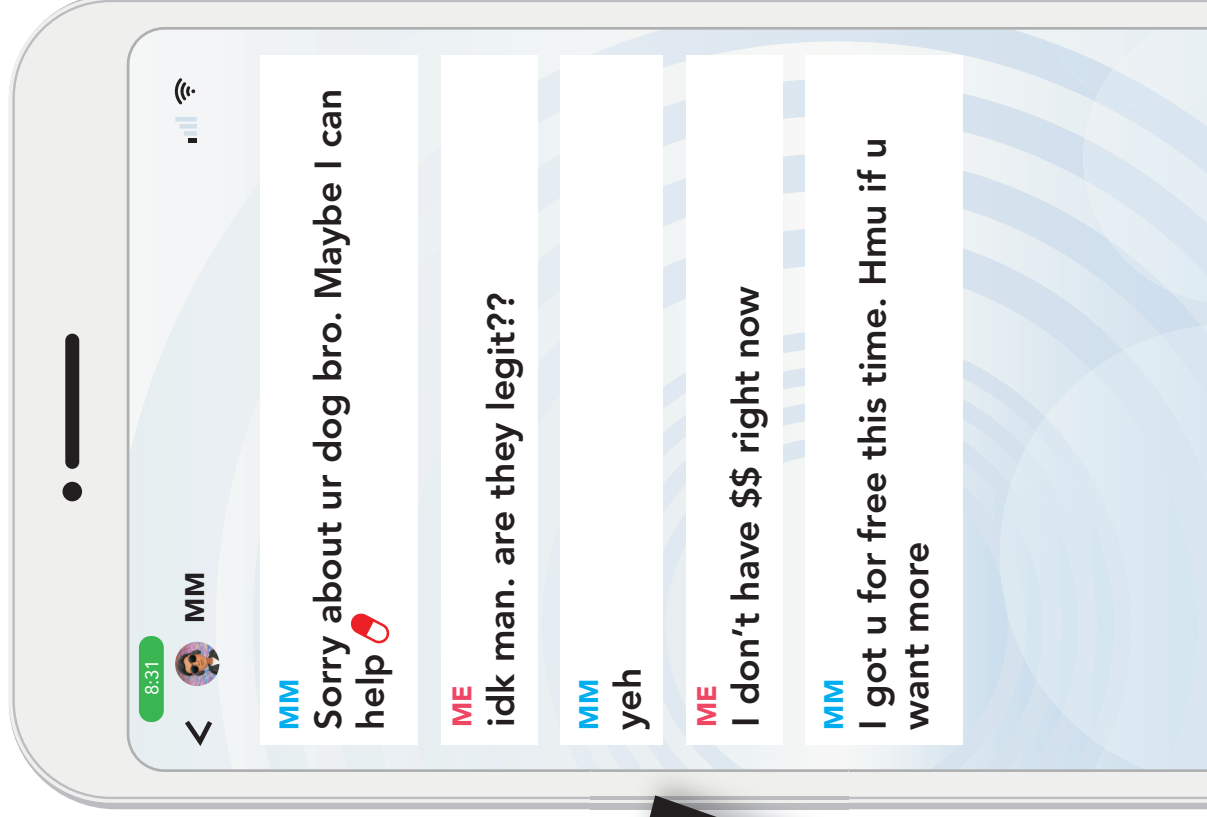 8:31
MM
MM
Sorry about ur dog bro. Maybe I can
help
ME
idk man. are they legit??
MM
yeh
ME
I don't have $$ right now
MM
I got u for free this time. Hmu if u
want more